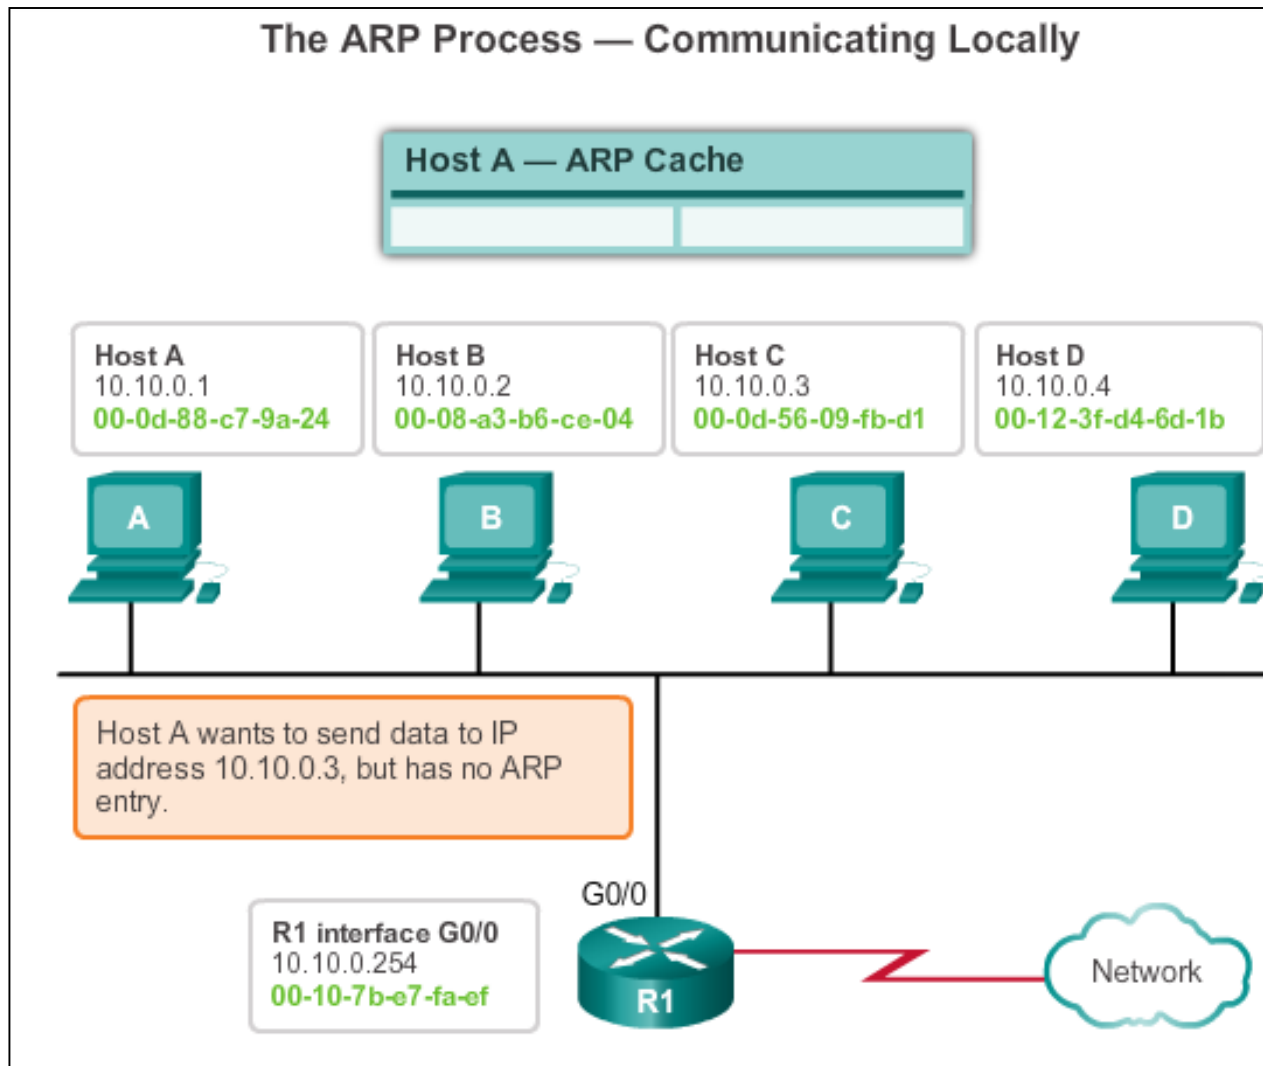 The ARP Process — Communicating Locally
Host A — ARP Cache
Host A
10.10.0.1
00-0d-88-c7-9a-24
Host B
10.10.0.2
00-08-a3-b6-ce-04
Host C
10.10.0.3
00-0d-56-09-fb-d1
Host D
10.10.0.4
00-12-3f-d4-6d-1b
A
B
C
D
Host A wants to send data to IP
address 10.10.0.3, but has no ARP
entry.
G0/0
R1 interface G0/0
10.10.0.254
00-10-7b-e7-fa-ef
R1
Network